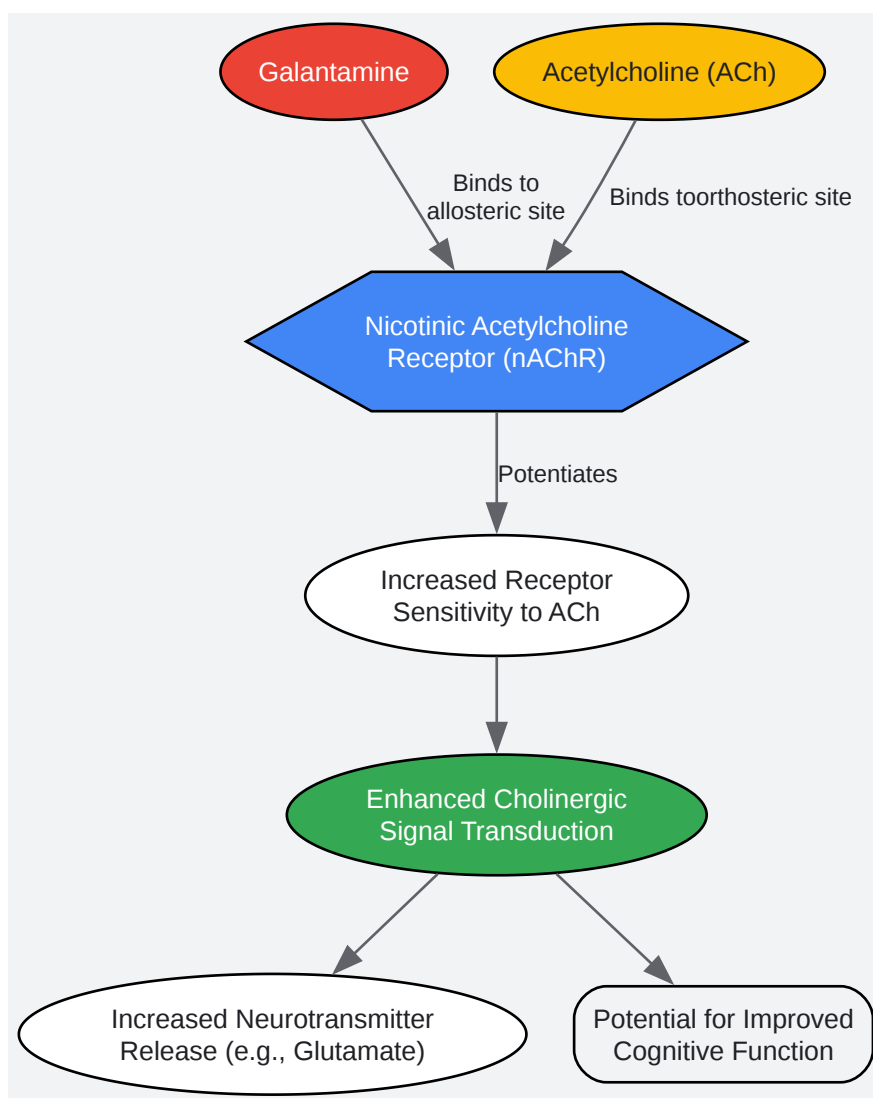 Galantamine
Acetylcholine (ACh)
Binds to
allosteric site
Binds toorthosteric site
Nicotinic Acetylcholine
Receptor (nAChR)
Potentiates
Increased Receptor
Sensitivity to ACh
Enhanced Cholinergic
Signal Transduction
Increased Neurotransmitter
Release (e.g., Glutamate)
Potential for Improved
Cognitive Function